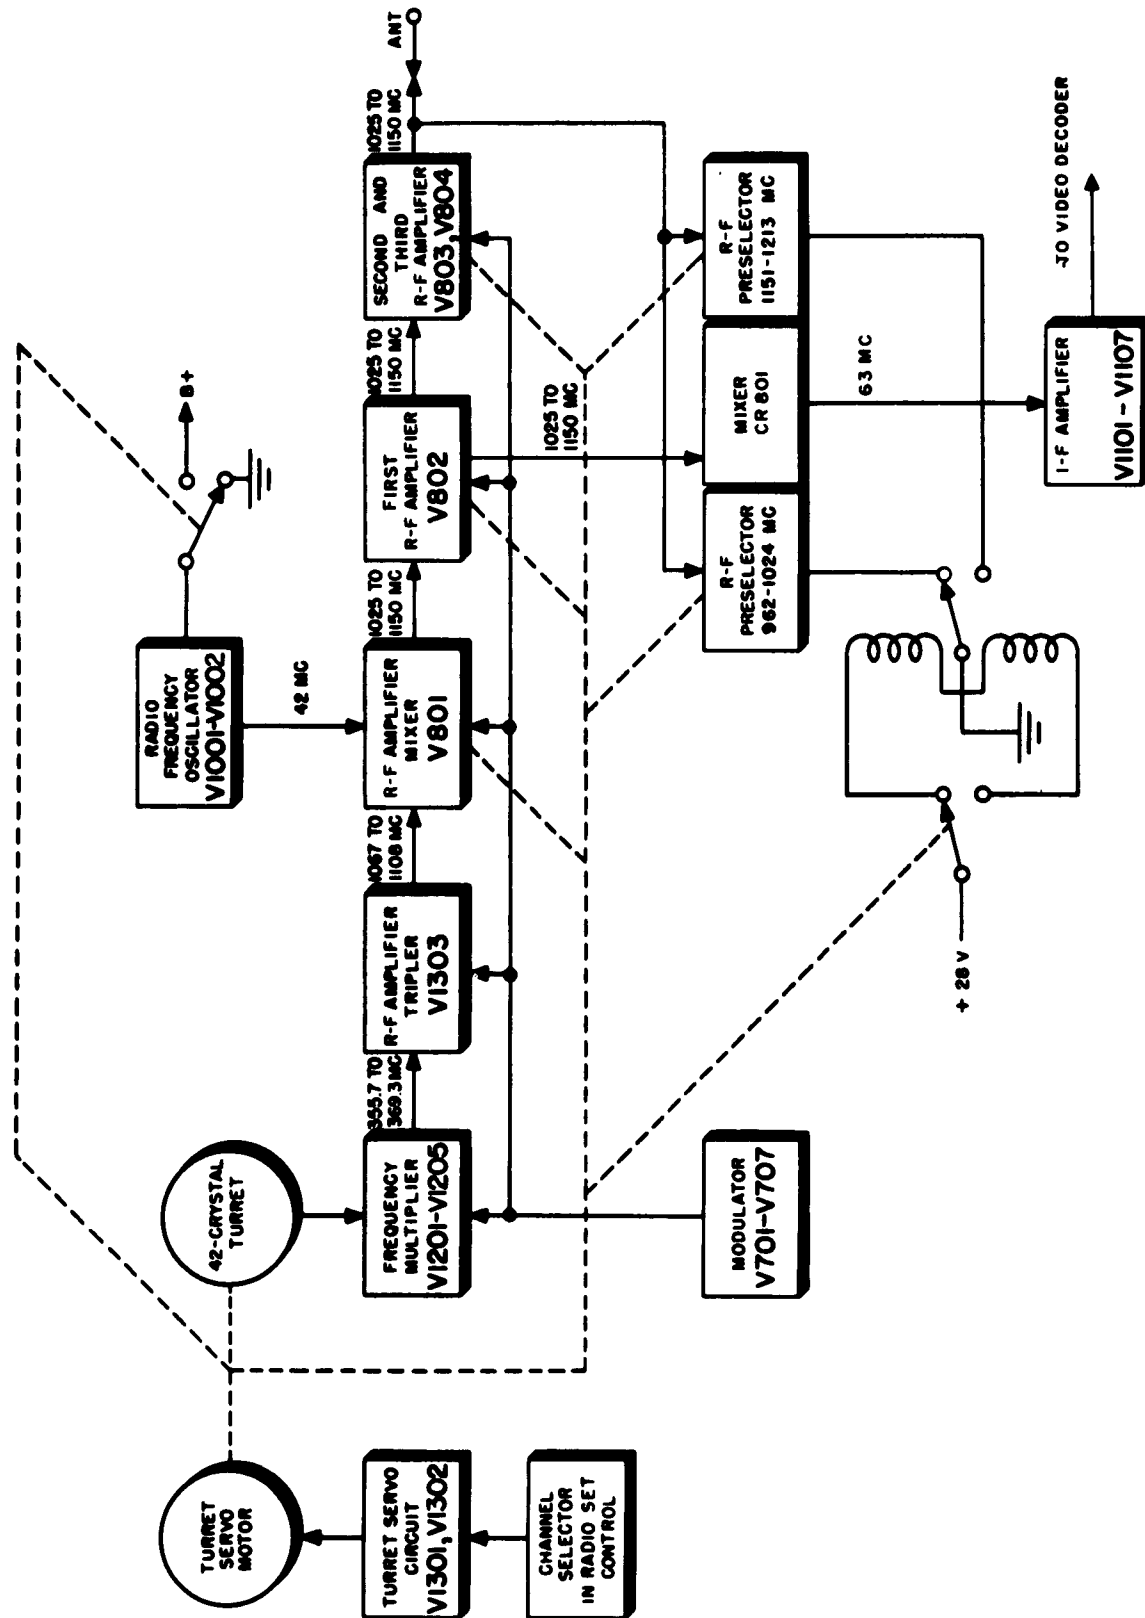 TURRET
SERVO
MOTOR
TURRET SERVO
CIRCUIT
V1301, V1302
CHANNEL
SELECTOR
IN RADIO SET
CONTROL
42-CRYSTAL
TURRET
FREQUENCY
MULTIPLIER
V1201-V1205
MODULATOR
V701-V707
355.7 TO
369.3 MC
R-F AMPLIFIER
TRIPLER
V1303
1067 TO
1108 MC
RADIO
FREQUENCY
OSCILLATOR
V1001-V1002
B+
42 MC
R-F AMPLIFIER
MIXER
V801
1025 TO
1150 MC
FIRST
R-F AMPLIFIER
V802
1025 TO
1150 MC
SECOND AND
THIRD
R-F AMPLIFIER
V803, V804
1025 TO
1150 MC
ANT
1025 TO
1150 MC
R-F
PRESELECTOR
962-1024 MC
MIXER
CR 801
R-F
PRESELECTOR
1151-1213 MC
63 MC
+ 28 V
I-F AMPLIFIER
V1101 - V1107
TO VIDEO DECODER